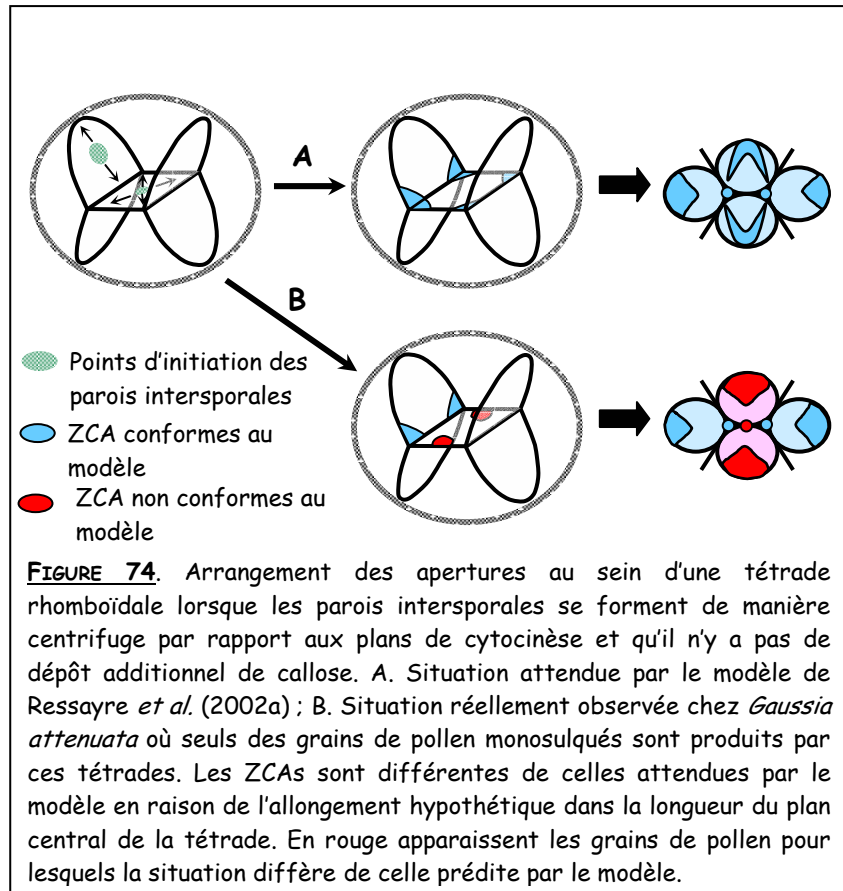 A
B
Points d'initiation des
parois intersporales
ZCA conformes au
modèle
ZCA non conformes au
modèle
FIGURE 74. Arrangement des apertures au sein d'une tétrade
rhomboïdale lorsque les parois intersporales se forment de manière
centrifuge par rapport aux plans de cytocinèse et qu'il n'y a pas de
dépôt additionnel de callose. A. Situation attendue par le modèle de
Ressayre et al. (2002a) ; B. Situation réellement observée chez Gaussia
attenuata où seuls des grains de pollen monosulqués sont produits par
ces tétrades. Les ZCAs sont différentes de celles attendues par le
modèle en raison de l'allongement hypothétique dans la longueur du plan
central de la tétrade. En rouge apparaissent les grains de pollen pour
lesquels la situation diffère de celle prédite par le modèle.